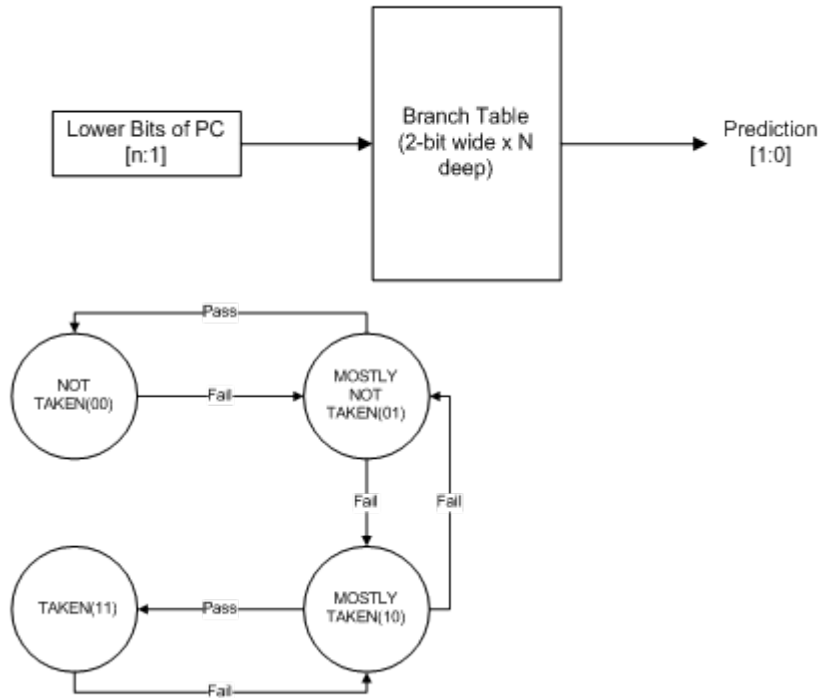 Lower Bits of PC
[n:1]
Branch Table
(2-bit wide x N
deep)
Prediction
[1:0]
Pass
NOT
TAKEN(00)
Fail
MOSTLY
NOT
TAKEN(01)
Fail
Fail
TAKEN(11)
Pass
MOSTLY
TAKEN(10)
Fail